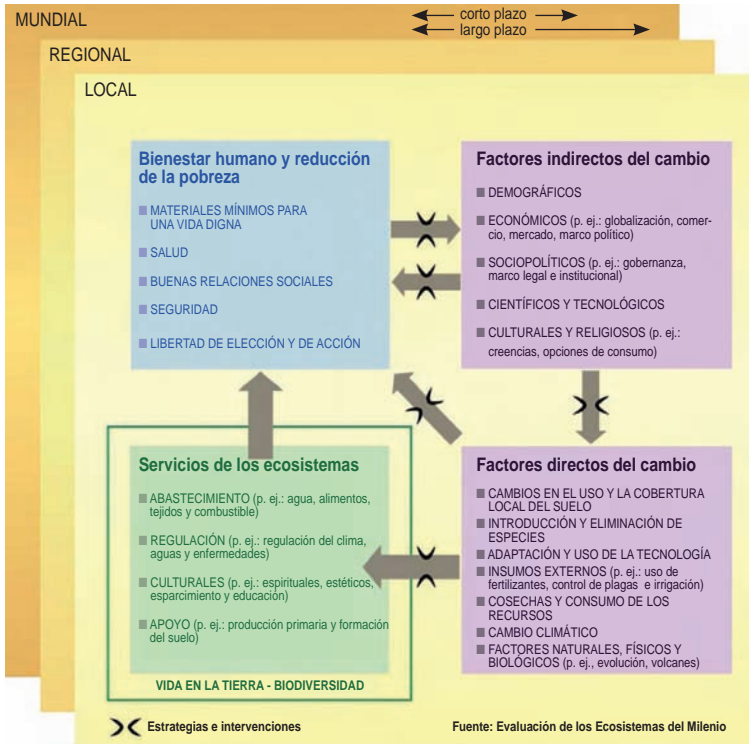 MUNDIAL
corto plazo
largo plazo
REGIONAL
LOCAL
Bienestar humano y reducción
de la pobreza
MATERIALES MÍNIMOS PARA
UNA VIDA DIGNA
SALUD
BUENAS RELACIONES SOCIALES
SEGURIDAD
LIBERTAD DE ELECCIÓN Y DE ACCIÓN
Factores indirectos del cambio
DEMOGRÁFICOS
ECONÓMICOS (p. ej.: globalización, comer-
cio, mercado, marco político)
SOCIOPOLÍTICOS (p. ej.: gobernanza,
marco legal e institucional)
CIENTÍFICOS Y TECNOLÓGICOS
CULTURALES Y RELIGIOSOS (p. ej.:
creencias, opciones de consumo)
Servicios de los ecosistemas
ABASTECIMIENTO (p. ej.: agua, alimentos,
tejidos y combustible)
REGULACIÓN (p. ej.: regulación del clima,
aguas y enfermedades)
CULTURALES (p. ej.: espirituales, estéticos,
esparcimiento y educación)
APOYO (p. ej.: producción primaria y formación
del suelo)
VIDA EN LA TIERRA - BIODIVERSIDAD
Factores directos del cambio
CAMBIOS EN EL USO Y LA COBERTURA
LOCAL DEL SUELO
INTRODUCCIÓN Y ELIMINACIÓN DE
ESPECIES
ADAPTACIÓN Y USO DE LA TECNOLOGÍA
INSUMOS EXTERNOS (p. ej.: uso de
fertilizantes, control de plagas e irrigación)
COSECHAS Y CONSUMO DE LOS
RECURSOS
CAMBIO CLIMÁTICO
FACTORES NATURALES, FÍSICOS Y
BIOLÓGICOS (p. ej., evolución, volcanes)
Estrategias e intervenciones
Fuente: Evaluación de los Ecosistemas del Milenio